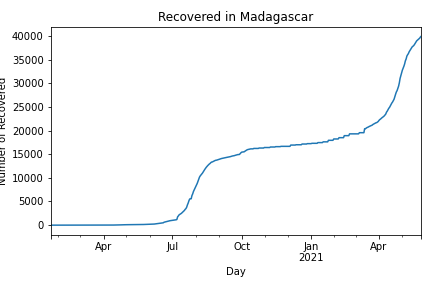 Recovered in Madagascar
Number of Recovered
40000
35000
30000
25000
20000
15000
10000
5000
0
Apr
Jul
Oct
Jan
2021
Apr
Day